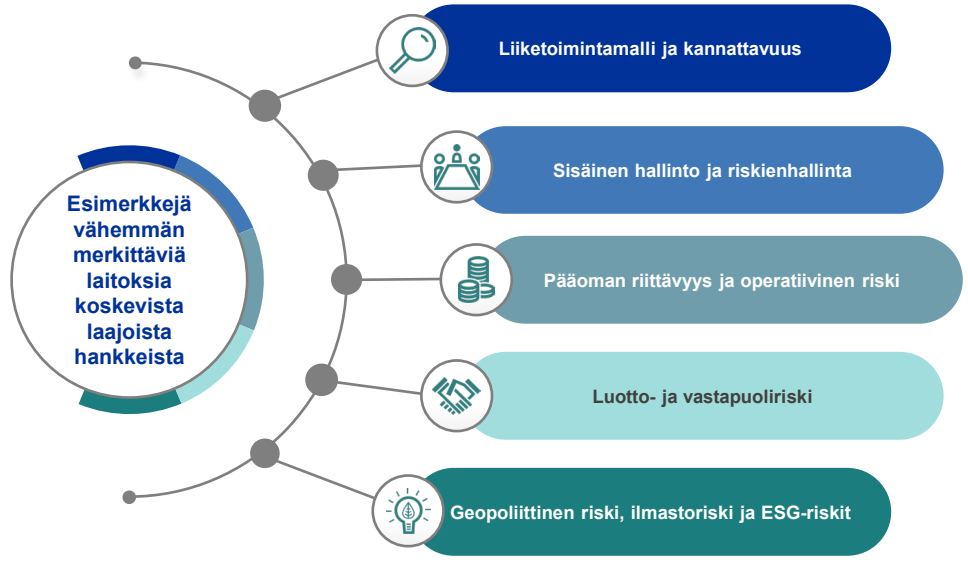 Esimerkkejä
vähemmän
merkittäviä
laitoksia
koskevista
laajoista
hankkeista
Liiketoimintamalli ja kannattavuus
Sisäinen hallinto ja riskienhallinta
Pääoman riittävyys ja operatiivinen riski
Luotto- ja vastapuoliriski
Geopoliittinen riski, ilmastoriski ja ESG-riskit